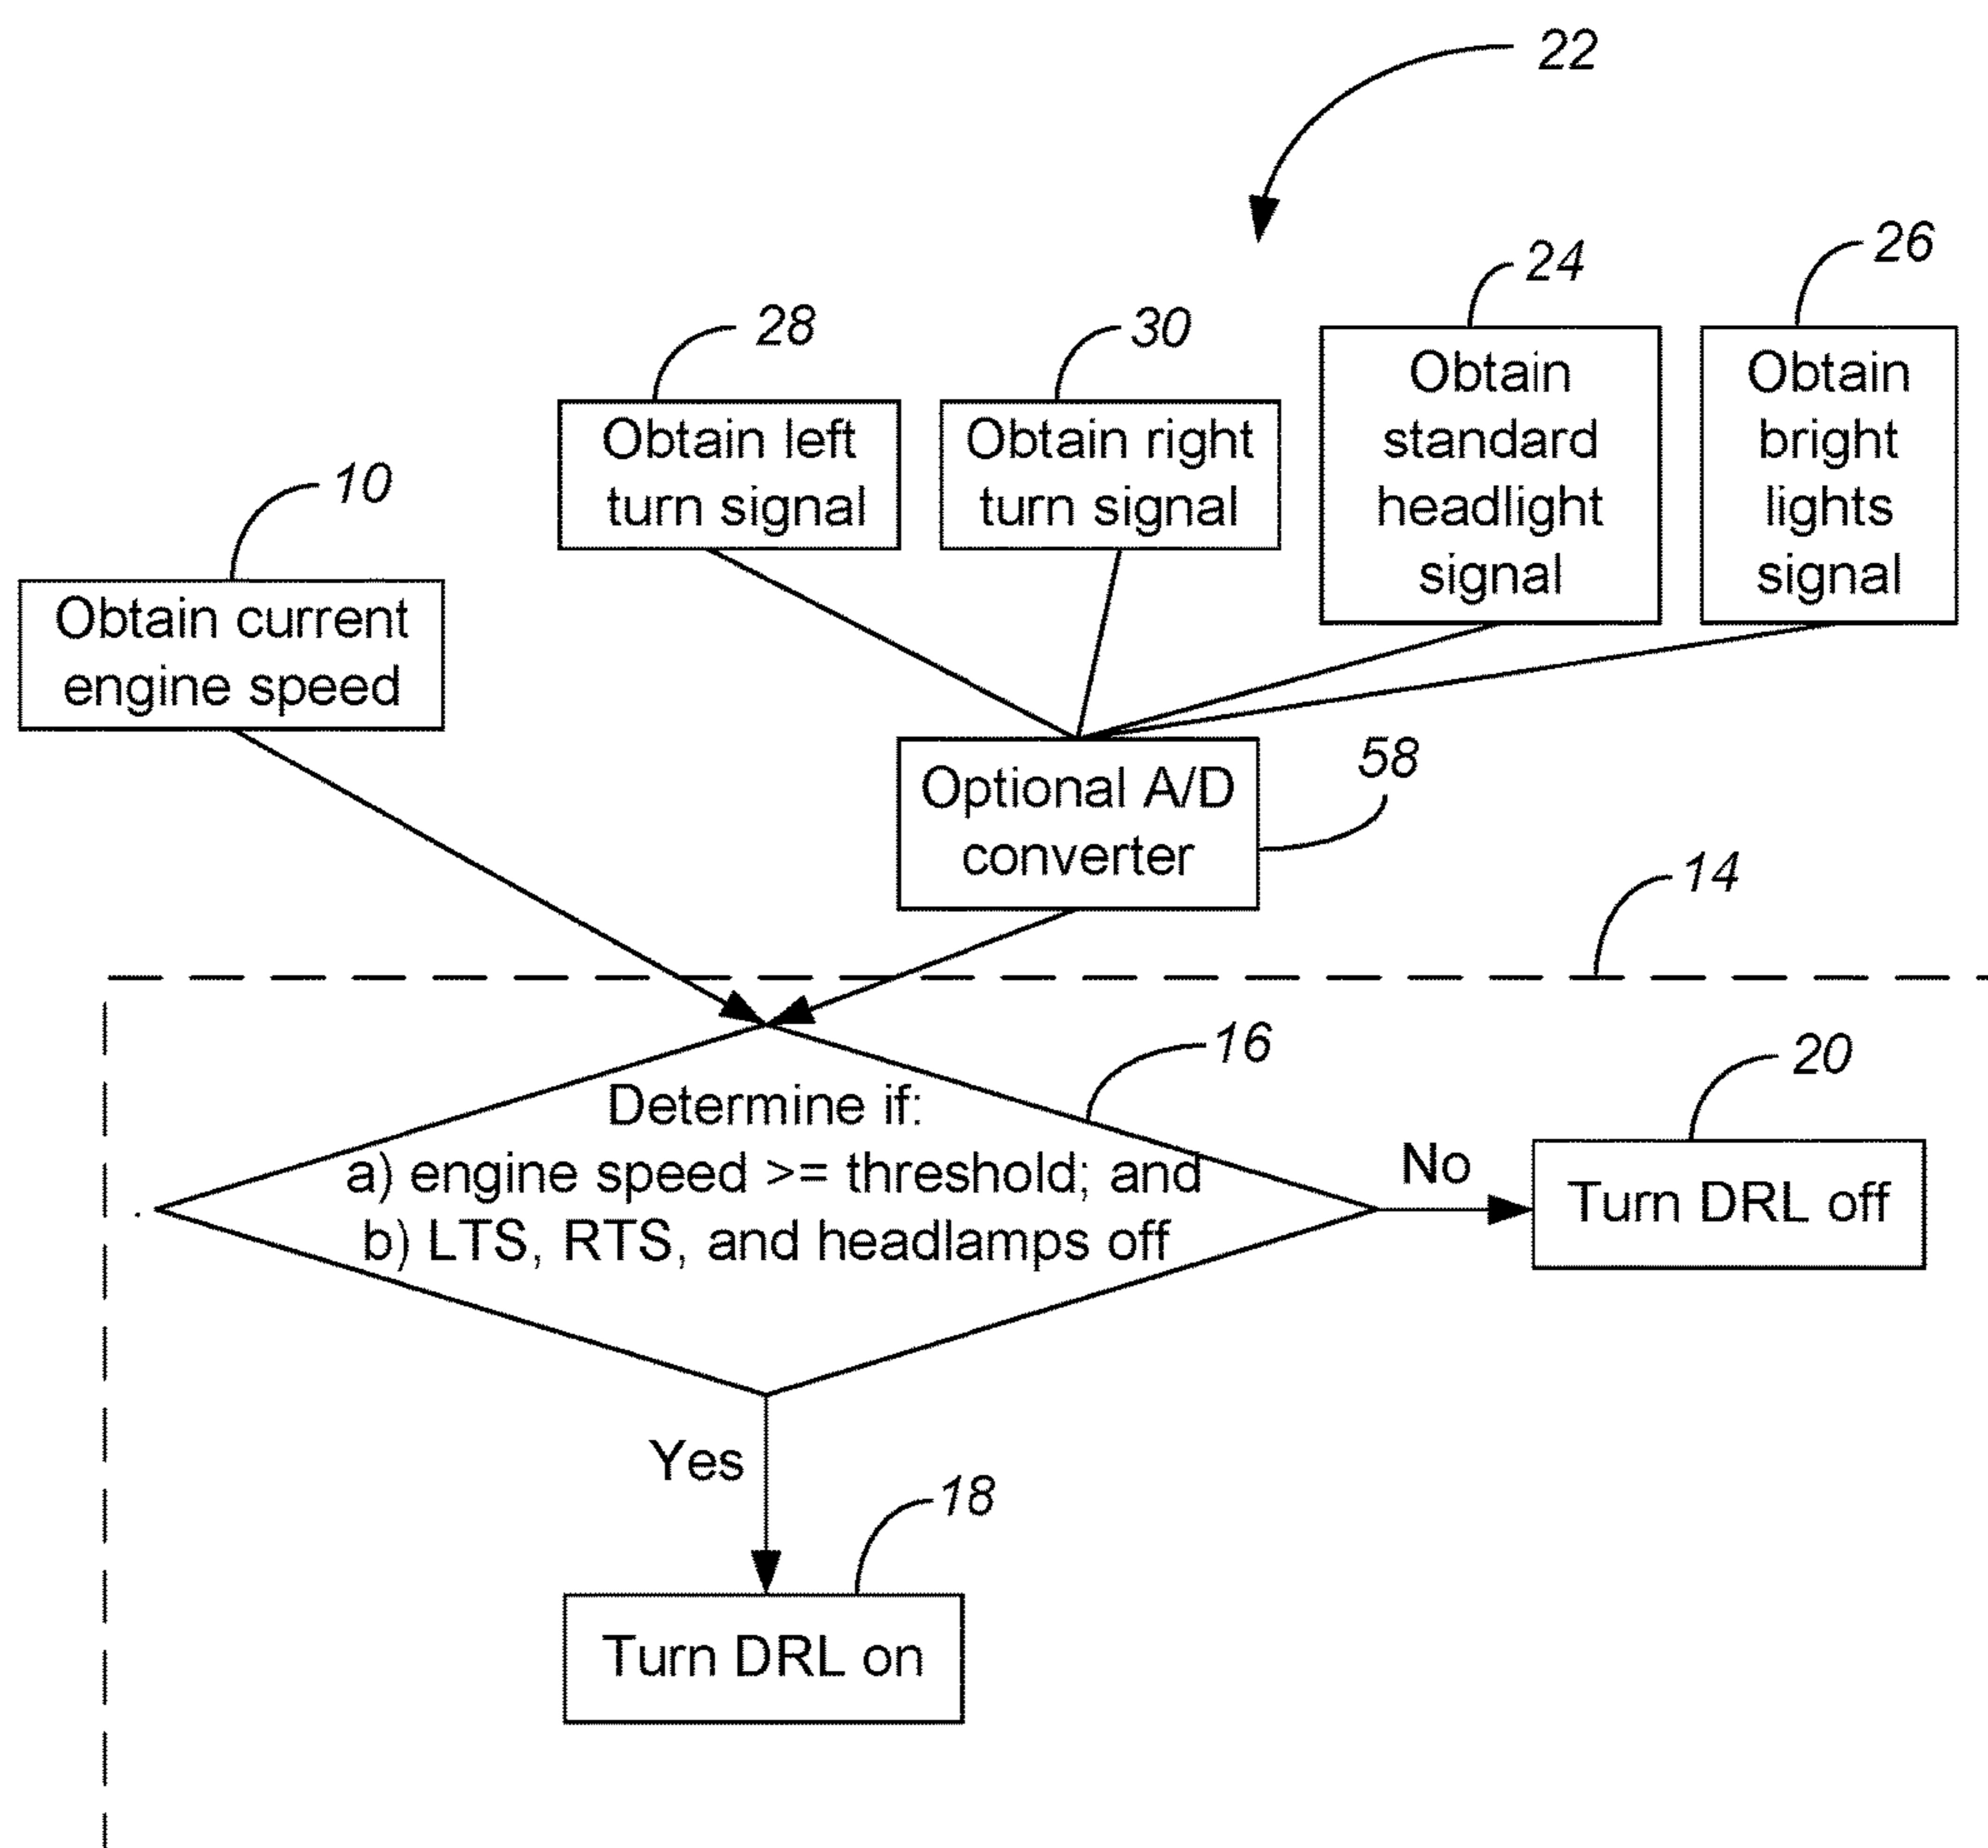 22
24
26
28
30
10
Obtain left
turn signal
Obtain right
turn signal
Obtain
standard
headlight
signal
Obtain
bright
lights
signal
Obtain current
engine speed
Optional A/D
converter
58
14
16
20
Determine if:
a) engine speed >= threshold; and
b) LTS, RTS, and headlamps off
No
Turn DRL off
Yes
18
Turn DRL on